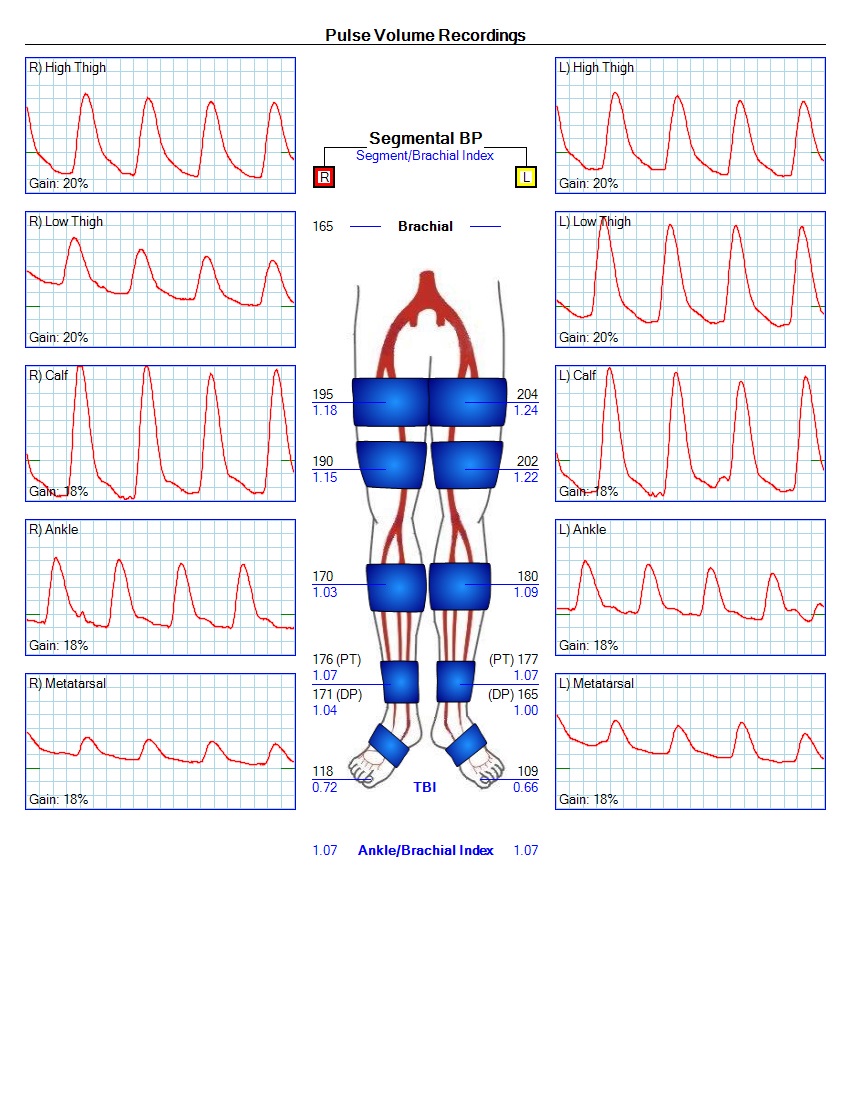 Pulse Volume Recordings
R) High Thigh
Gain: 20%
R) Low Thigh
Gain: 20%
R) Calf
Gain: 18%
R) Ankle
Gain: 18%
R) Metatarsal
Gain: 18%
Segmental BP
Segment/Brachial Index
R L
165 Brachial
195 204
1.18 1.24
190 202
1.15 1.22
170 180
1.03 1.09
176 (PT) (PT) 177
1.07 1.07
171 (DP) (DP) 165
1.04 1.00
118 109
0.72 TBI 0.66
1.07 Ankle/Brachial Index 1.07
L) High Thigh
Gain: 20%
L) Low Thigh
Gain: 20%
L) Calf
Gain: 18%
L) Ankle
Gain: 18%
L) Metatarsal
Gain: 18%